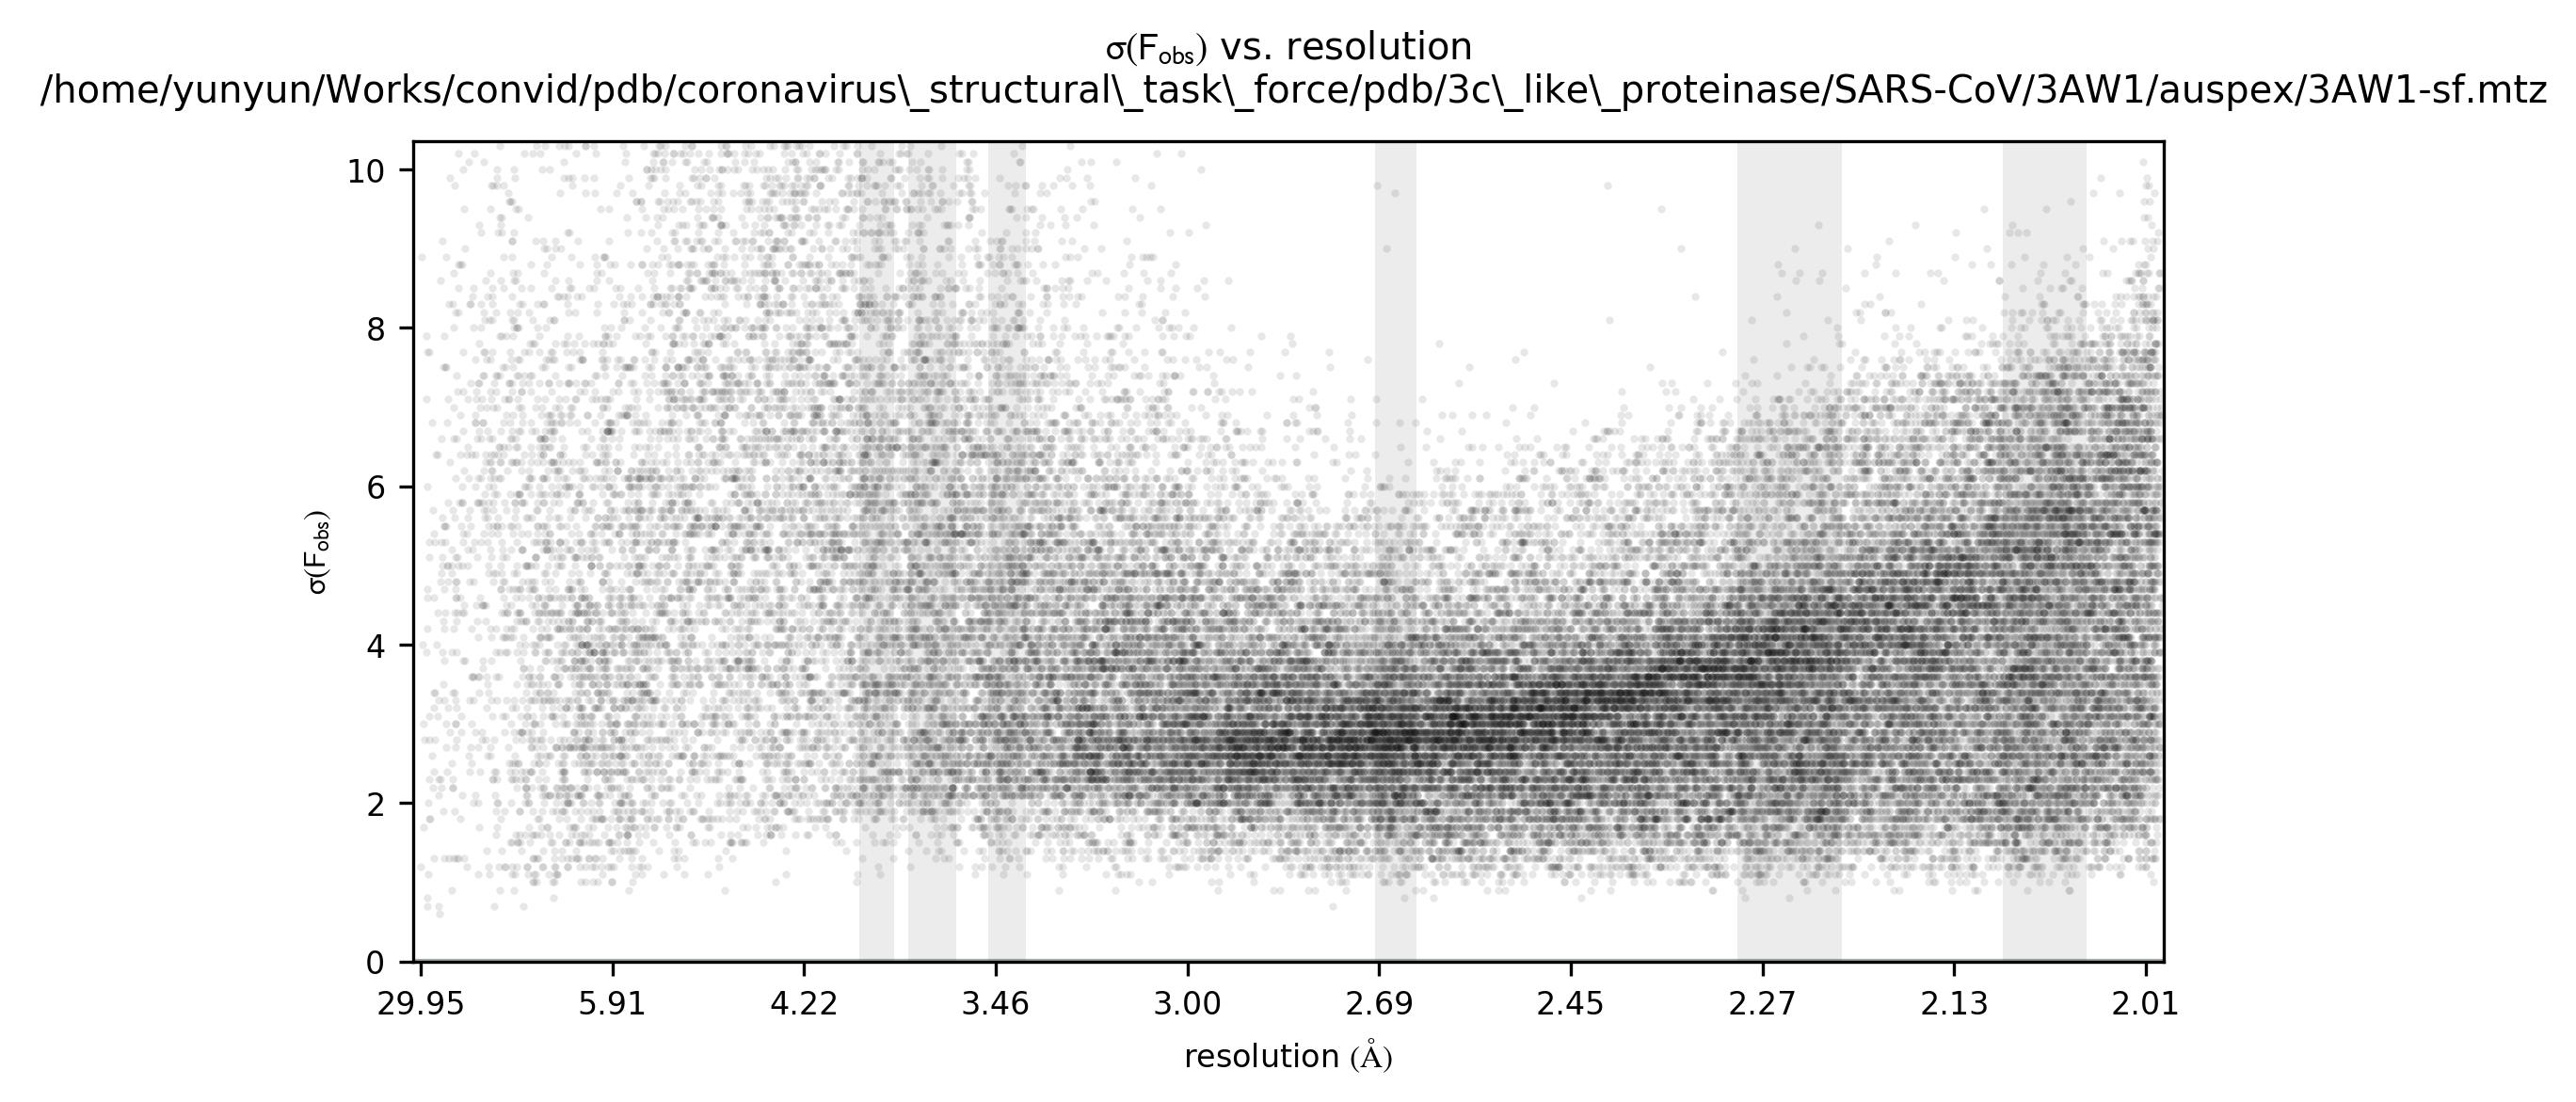 σ(Fobs) vs. resolution
/home/yunyun/Works/convid/pdb/coronavirus\_structural\_task\_force/pdb/3c\_like\_proteinase/SARS-CoV/3AW1/auspex/3AW1-sf.mtz
10
8
6
4
2
0
σ(Fobs)
29.95 5.91 4.22 3.46 3.00 2.69 2.45 2.27 2.13 2.01
resolution (Å)